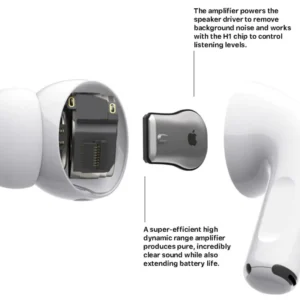 The amplifier powers the
speaker driver to remove
background noise and works
with the H1 chip to control
listening levels.
A super-efficient high
dynamic range amplifier
produces pure, incredibly
clear sound while also
extending battery life.